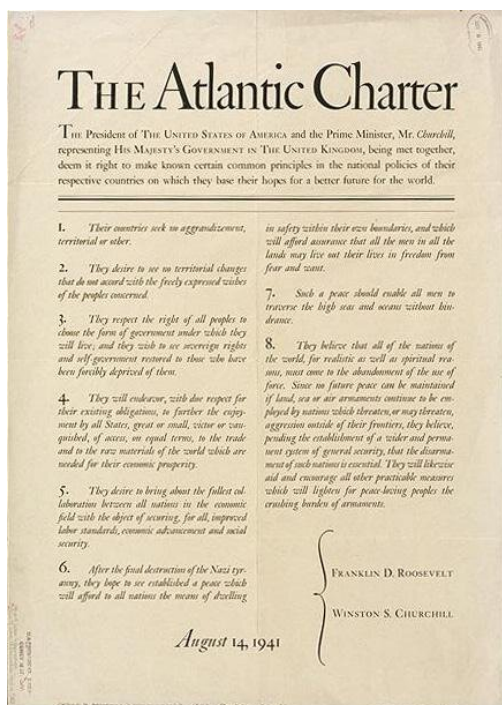 THE Atlantic Charter
THE President of THE UNITED STATES OF AMERICA and the Prime Minister, Mr. Churchill,
representing HIS MAJESTY'S GOVERNMENT IN THE UNITED KINGDOM, being met together,
deem it right to make known certain common principles in the national policies of their
respective countries on which they base their hopes for a better future for the world.
1. Their countries seek no aggrandizement,
territorial or other.
2. They desire to see no territorial changes
that do not accord with the freely expressed wishes
of the peoples concerned.
3. They respect the right of all peoples to
choose the form of government under which they
will live; and they wish to see sovereign rights
and self-government restored to those who have
been forcibly deprived of them.
4. They will endeavor, with due respect for
their existing obligations, to further the enjoy-
ment by all States, great or small, victor or van-
quished, of access, on equal terms, to the trade
and to the raw materials of the world which are
needed for their economic prosperity.
5. They desire to bring about the fullest col-
laboration between all nations in the economic
field with the object of securing, for all, improved
labor standards, economic advancement and social
security.
6. After the final destruction of the Nazi tyr-
anny, they hope to see established a peace which
will afford to all nations the means of dwelling
in safety within their own boundaries, and which
will afford assurance that all the men in all the
lands may live out their lives in freedom from
fear and want.
7. Such a peace should enable all men to
traverse the high seas and oceans without hin-
drance.
8. They believe that all of the nations of
the world, for realistic as well as spiritual rea-
sons, must come to the abandonment of the use of
force. Since no future peace can be maintained
if land, sea or air armaments continue to be em-
ployed by nations which threaten, or may threaten,
aggression outside of their frontiers, they believe,
pending the establishment of a wider and perma-
nent system of general security, that the disarma-
ment of such nations is essential. They will likewise
aid and encourage all other practicable measures
which will lighten for peace-loving peoples the
crushing burden of armaments.
FRANKLIN D. ROOSEVELT
WINSTON S. CHURCHILL
August 14, 1941